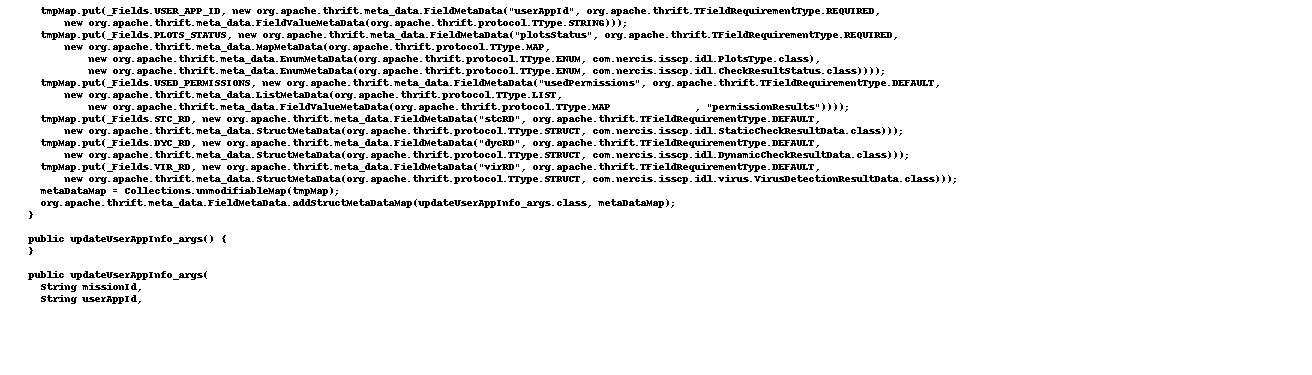 tmpMap.put(_Fields.USER_APP_ID, new org.apache.thrift.meta_data.FieldMetaData("userAppId", org.apache.thrift.TFieldRequirementType.REQUIRED,
new org.apache.thrift.meta_data.FieldValueMetaData(org.apache.thrift.protocol.TType.STRING)));
tmpMap.put(_Fields.PLOTS_STATUS, new org.apache.thrift.meta_data.FieldMetaData("plotsStatus", org.apache.thrift.TFieldRequirementType.REQUIRED,
new org.apache.thrift.meta_data.MapMetaData(org.apache.thrift.protocol.TType.MAP,
new org.apache.thrift.meta_data.EnumMetaData(org.apache.thrift.protocol.TType.ENUM, com.nercis.isscp.idl.PlotsType.class),
new org.apache.thrift.meta_data.EnumMetaData(org.apache.thrift.protocol.TType.ENUM, com.nercis.isscp.idl.CheckResultStatus.class))));
tmpMap.put(_Fields.USED_PERMISSIONS, new org.apache.thrift.meta_data.FieldMetaData("usedPermissions", org.apache.thrift.TFieldRequirementType.DEFAULT,
new org.apache.thrift.meta_data.ListMetaData(org.apache.thrift.protocol.TType.LIST,
new org.apache.thrift.meta_data.FieldValueMetaData(org.apache.thrift.protocol.TType.MAP , "permissionResults"))));
tmpMap.put(_Fields.STC_RD, new org.apache.thrift.meta_data.FieldMetaData("stcRD", org.apache.thrift.TFieldRequirementType.DEFAULT,
new org.apache.thrift.meta_data.StructMetaData(org.apache.thrift.protocol.TType.STRUCT, com.nercis.isscp.idl.StaticCheckResultData.class)));
tmpMap.put(_Fields.DYC_RD, new org.apache.thrift.meta_data.FieldMetaData("dycRD", org.apache.thrift.TFieldRequirementType.DEFAULT,
new org.apache.thrift.meta_data.StructMetaData(org.apache.thrift.protocol.TType.STRUCT, com.nercis.isscp.idl.DynamicCheckResultData.class)));
tmpMap.put(_Fields.VIR_RD, new org.apache.thrift.meta_data.FieldMetaData("virRD", org.apache.thrift.TFieldRequirementType.DEFAULT,
new org.apache.thrift.meta_data.StructMetaData(org.apache.thrift.protocol.TType.STRUCT, com.nercis.isscp.idl.virus.VirusDetectionResultData.class)));
metaDataMap = Collections.unmodifiableMap(tmpMap);
org.apache.thrift.meta_data.FieldMetaData.addStructMetaDataMap(updateUserAppInfo_args.class, metaDataMap);
}
public updateUserAppInfo_args() {
}
public updateUserAppInfo_args(
String missionId,
String userAppId,